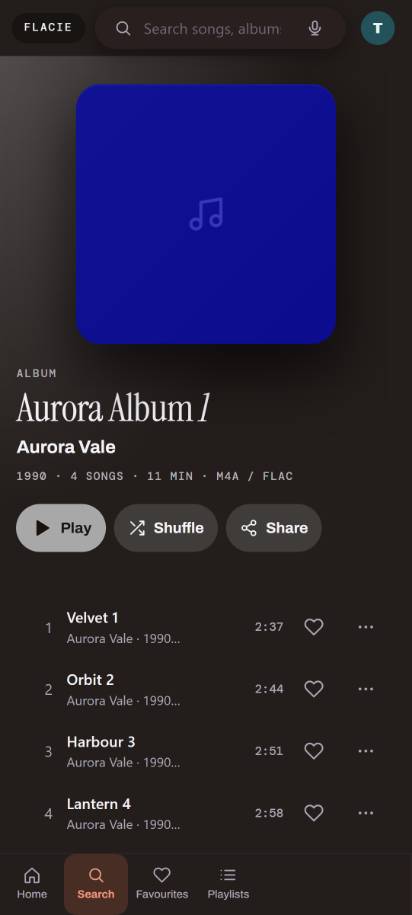 FLACIE
Search songs, albums
T
ALBUM
Aurora Album 1
Aurora Vale
1990 · 4 SONGS · 11 MIN · M4A / FLAC
Play
Shuffle
Share
1 Velvet 1 2:37
Aurora Vale · 1990...
2 Orbit 2 2:44
Aurora Vale · 1990...
3 Harbour 3 2:51
Aurora Vale · 1990...
4 Lantern 4 2:58
Aurora Vale · 1990...
Home Search Favourites Playlists